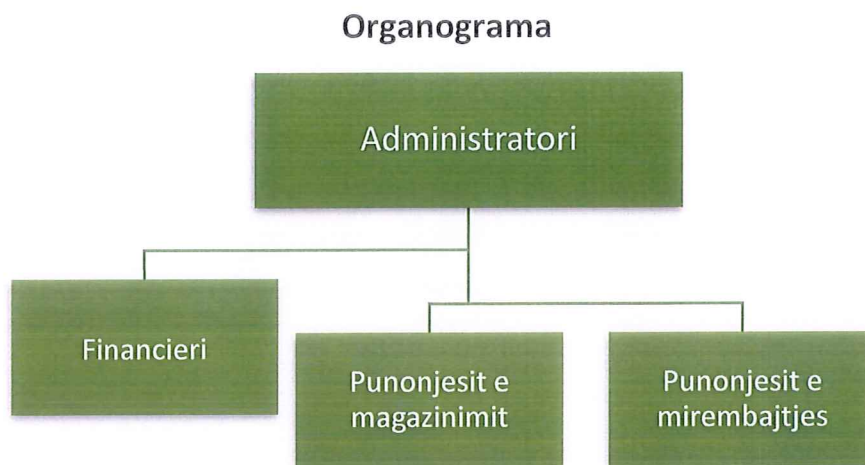 Organograma
Administratori
Financieri
Punonjesit e
magazinimit
Punonjesit e
mirembajtjes